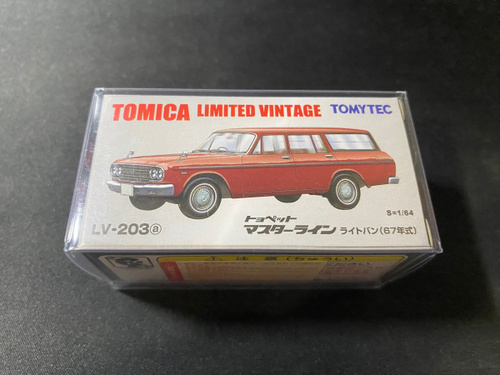 TOMICA LIMITED VINTAGE TOMYTEC
S=1/64
LV-203ⓐ
トヨペット
マスターライン ライトバン(67年式)